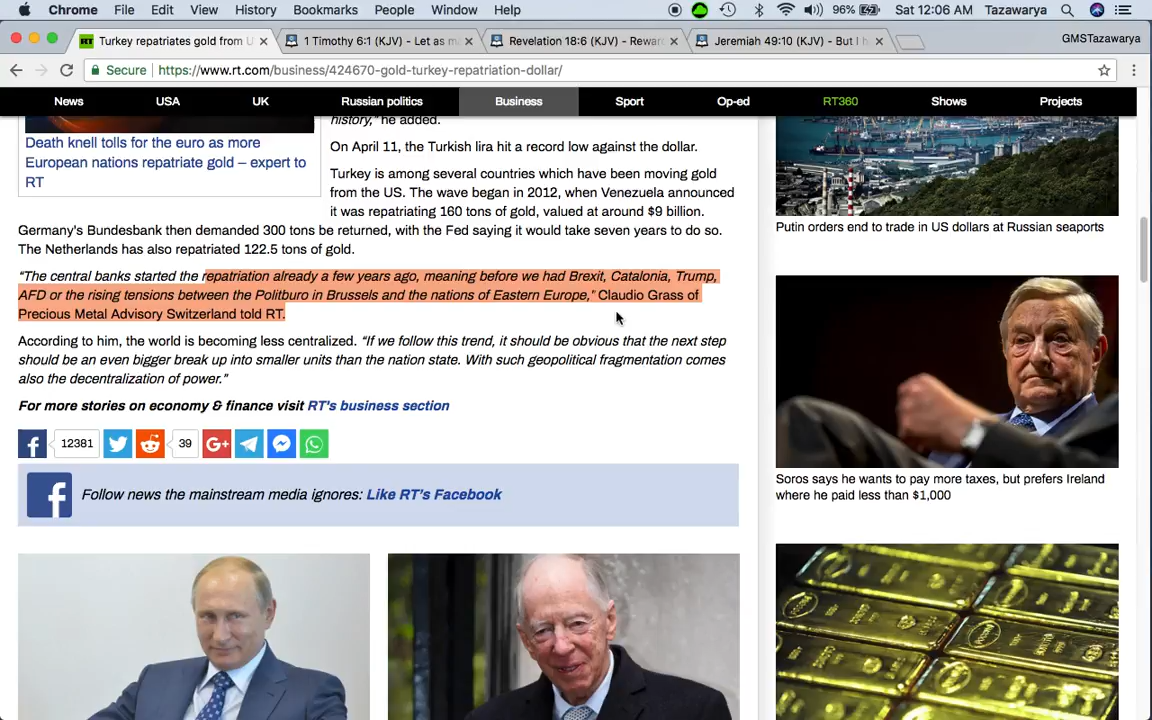 Chrome File Edit View History Bookmarks People Window Help 96% Sat 12:06 AM Tazawarya
Turkey repatriates gold from U 1 Timothy 6:1 (KJV) - Let as m Revelation 18:6 (KJV) - Rewar Jeremiah 49:10 (KJV) - But I h GMSTazawarya
Secure https://www.rt.com/business/424670-gold-turkey-repatriation-dollar/
News USA UK Russian politics Business Sport Op-ed RT360 Shows Projects
history," he added.
Death knell tolls for the euro as more
European nations repatriate gold – expert to
RT
On April 11, the Turkish lira hit a record low against the dollar.
Turkey is among several countries which have been moving gold
from the US. The wave began in 2012, when Venezuela announced
it was repatriating 160 tons of gold, valued at around $9 billion.
Germany's Bundesbank then demanded 300 tons be returned, with the Fed saying it would take seven years to do so.
The Netherlands has also repatriated 122.5 tons of gold.
“The central banks started the repatriation already a few years ago, meaning before we had Brexit, Catalonia, Trump,
AFD or the rising tensions between the Politburo in Brussels and the nations of Eastern Europe,” Claudio Grass of
Precious Metal Advisory Switzerland told RT.
According to him, the world is becoming less centralized. “If we follow this trend, it should be obvious that the next step
should be an even bigger break up into smaller units than the nation state. With such geopolitical fragmentation comes
also the decentralization of power.”
For more stories on economy & finance visit RT's business section
12381 39
Follow news the mainstream media ignores: Like RT's Facebook
Putin orders end to trade in US dollars at Russian seaports
Soros says he wants to pay more taxes, but prefers Ireland
where he paid less than $1,000